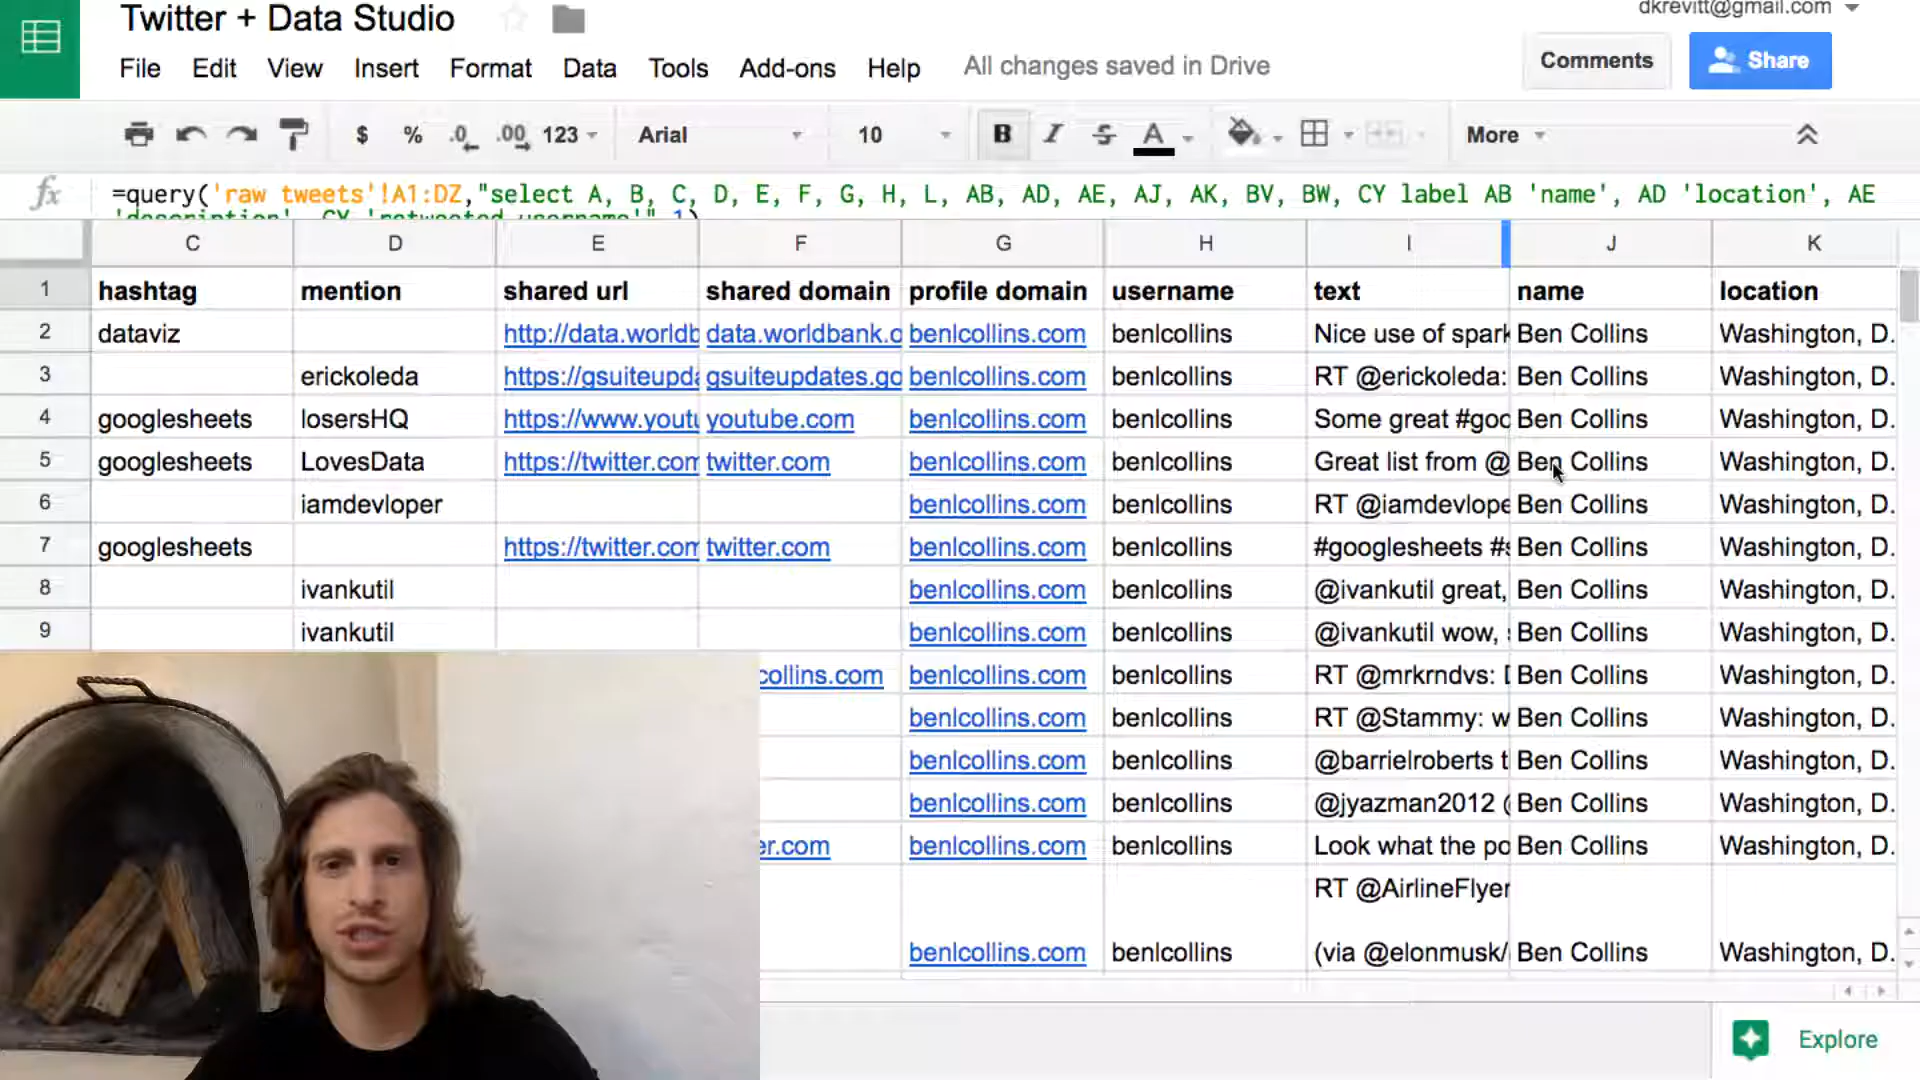 Twitter + Data Studio
dkrevitt@gmail.com
File Edit View Insert Format Data Tools Add-ons Help All changes saved in Drive
Comments Share
$ % .0 .00 123 Arial 10 B I S A More
fx =query('raw tweets'!A1:DZ,"select A, B, C, D, E, F, G, H, L, AB, AD, AE, AJ, AK, BV, BW, CY label AB 'name', AD 'location', AE
'description', CY 'retweeted username'",1)
C D E F G H I J K
1 hashtag mention shared url shared domain profile domain username text name location
2 dataviz http://data.worldb data.worldbank.o benlcollins.com benlcollins Nice use of spark Ben Collins Washington, D.
3 erickoleda https://gsuiteupda gsuiteupdates.go benlcollins.com benlcollins RT @erickoleda: Ben Collins Washington, D.
4 googlesheets losersHQ https://www.youtu youtube.com benlcollins.com benlcollins Some great #goo Ben Collins Washington, D.
5 googlesheets LovesData https://twitter.com twitter.com benlcollins.com benlcollins Great list from @ Ben Collins Washington, D.
6 iamdevloper benlcollins.com benlcollins RT @iamdevlope Ben Collins Washington, D.
7 googlesheets https://twitter.com twitter.com benlcollins.com benlcollins #googlesheets #s Ben Collins Washington, D.
8 ivankutil benlcollins.com benlcollins @ivankutil great, Ben Collins Washington, D.
9 ivankutil benlcollins.com benlcollins @ivankutil wow, Ben Collins Washington, D.
collins.com benlcollins.com benlcollins RT @mrkrndvs: Ben Collins Washington, D.
benlcollins.com benlcollins RT @Stammy: w Ben Collins Washington, D.
benlcollins.com benlcollins @barrielroberts t Ben Collins Washington, D.
benlcollins.com benlcollins @jyazman2012 Ben Collins Washington, D.
er.com benlcollins.com benlcollins Look what the po Ben Collins Washington, D.
RT @AirlineFlyer
benlcollins.com benlcollins (via @elonmusk/ Ben Collins Washington, D.
Explore